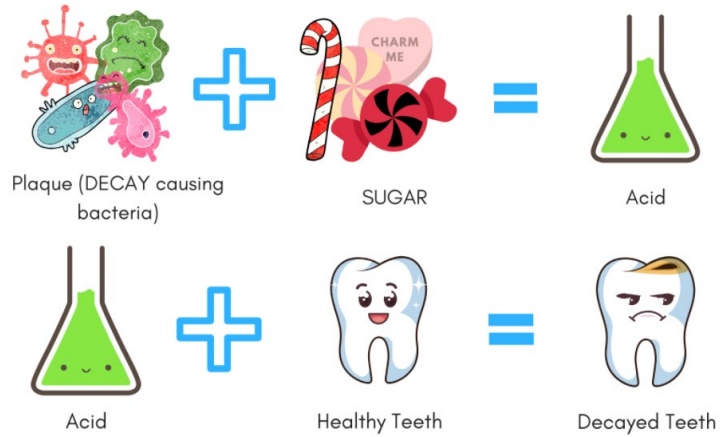 CHARM
ME
Plaque (DECAY causing
bacteria)
SUGAR
Acid
Acid
Healthy Teeth
Decayed Teeth